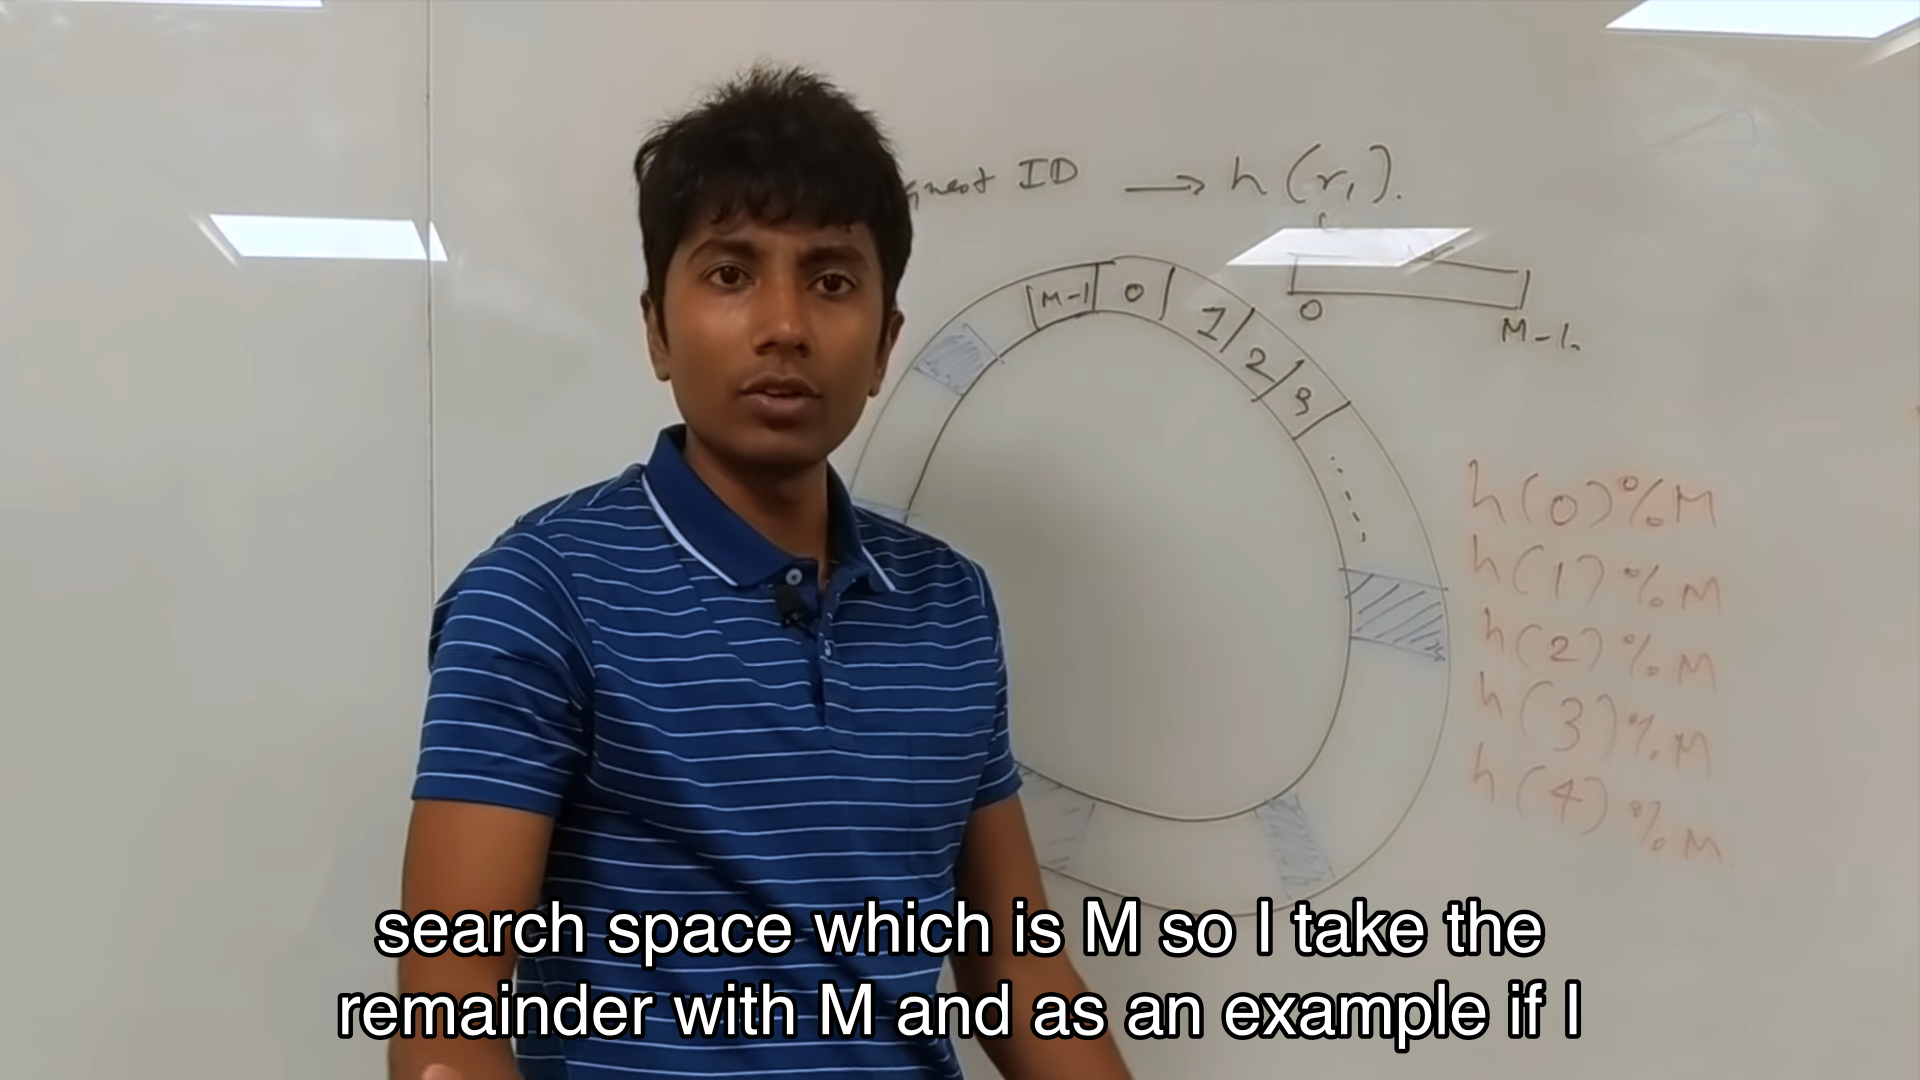 ID → h(r₁).
M-1 0 1 2 3
0 M-1.
h(0)%M
h(1)%M
h(2)%M
h(3)%M
h(4)%M
search space which is M so I take the
remainder with M and as an example if I